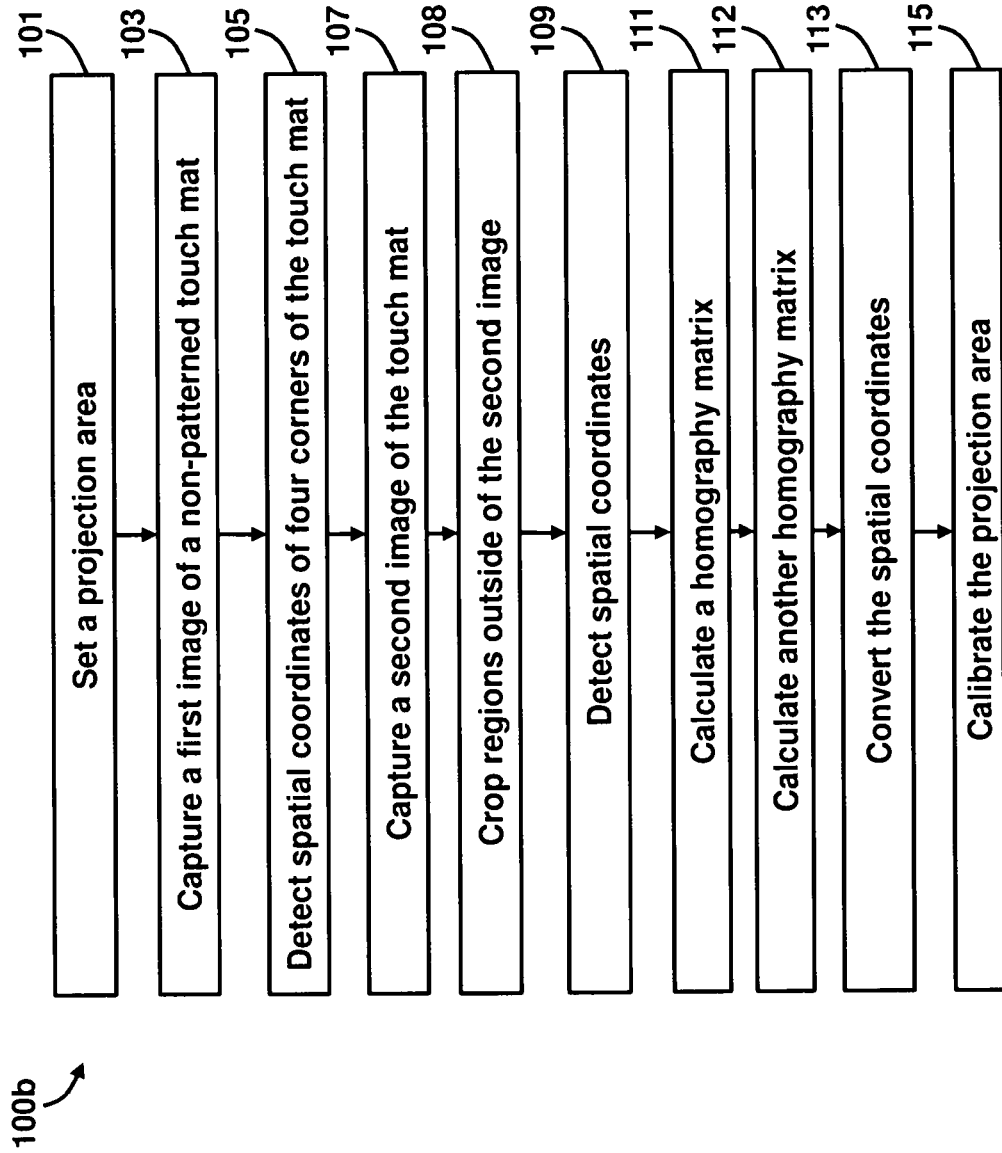 100b
101
Set a projection area
103
Capture a first image of a non-patterned touch mat
105
Detect spatial coordinates of four corners of the touch mat
107
Capture a second image of the touch mat
108
Crop regions outside of the second image
109
Detect spatial coordinates
111
Calculate a homography matrix
112
Calculate another homography matrix
113
Convert the spatial coordinates
115
Calibrate the projection area